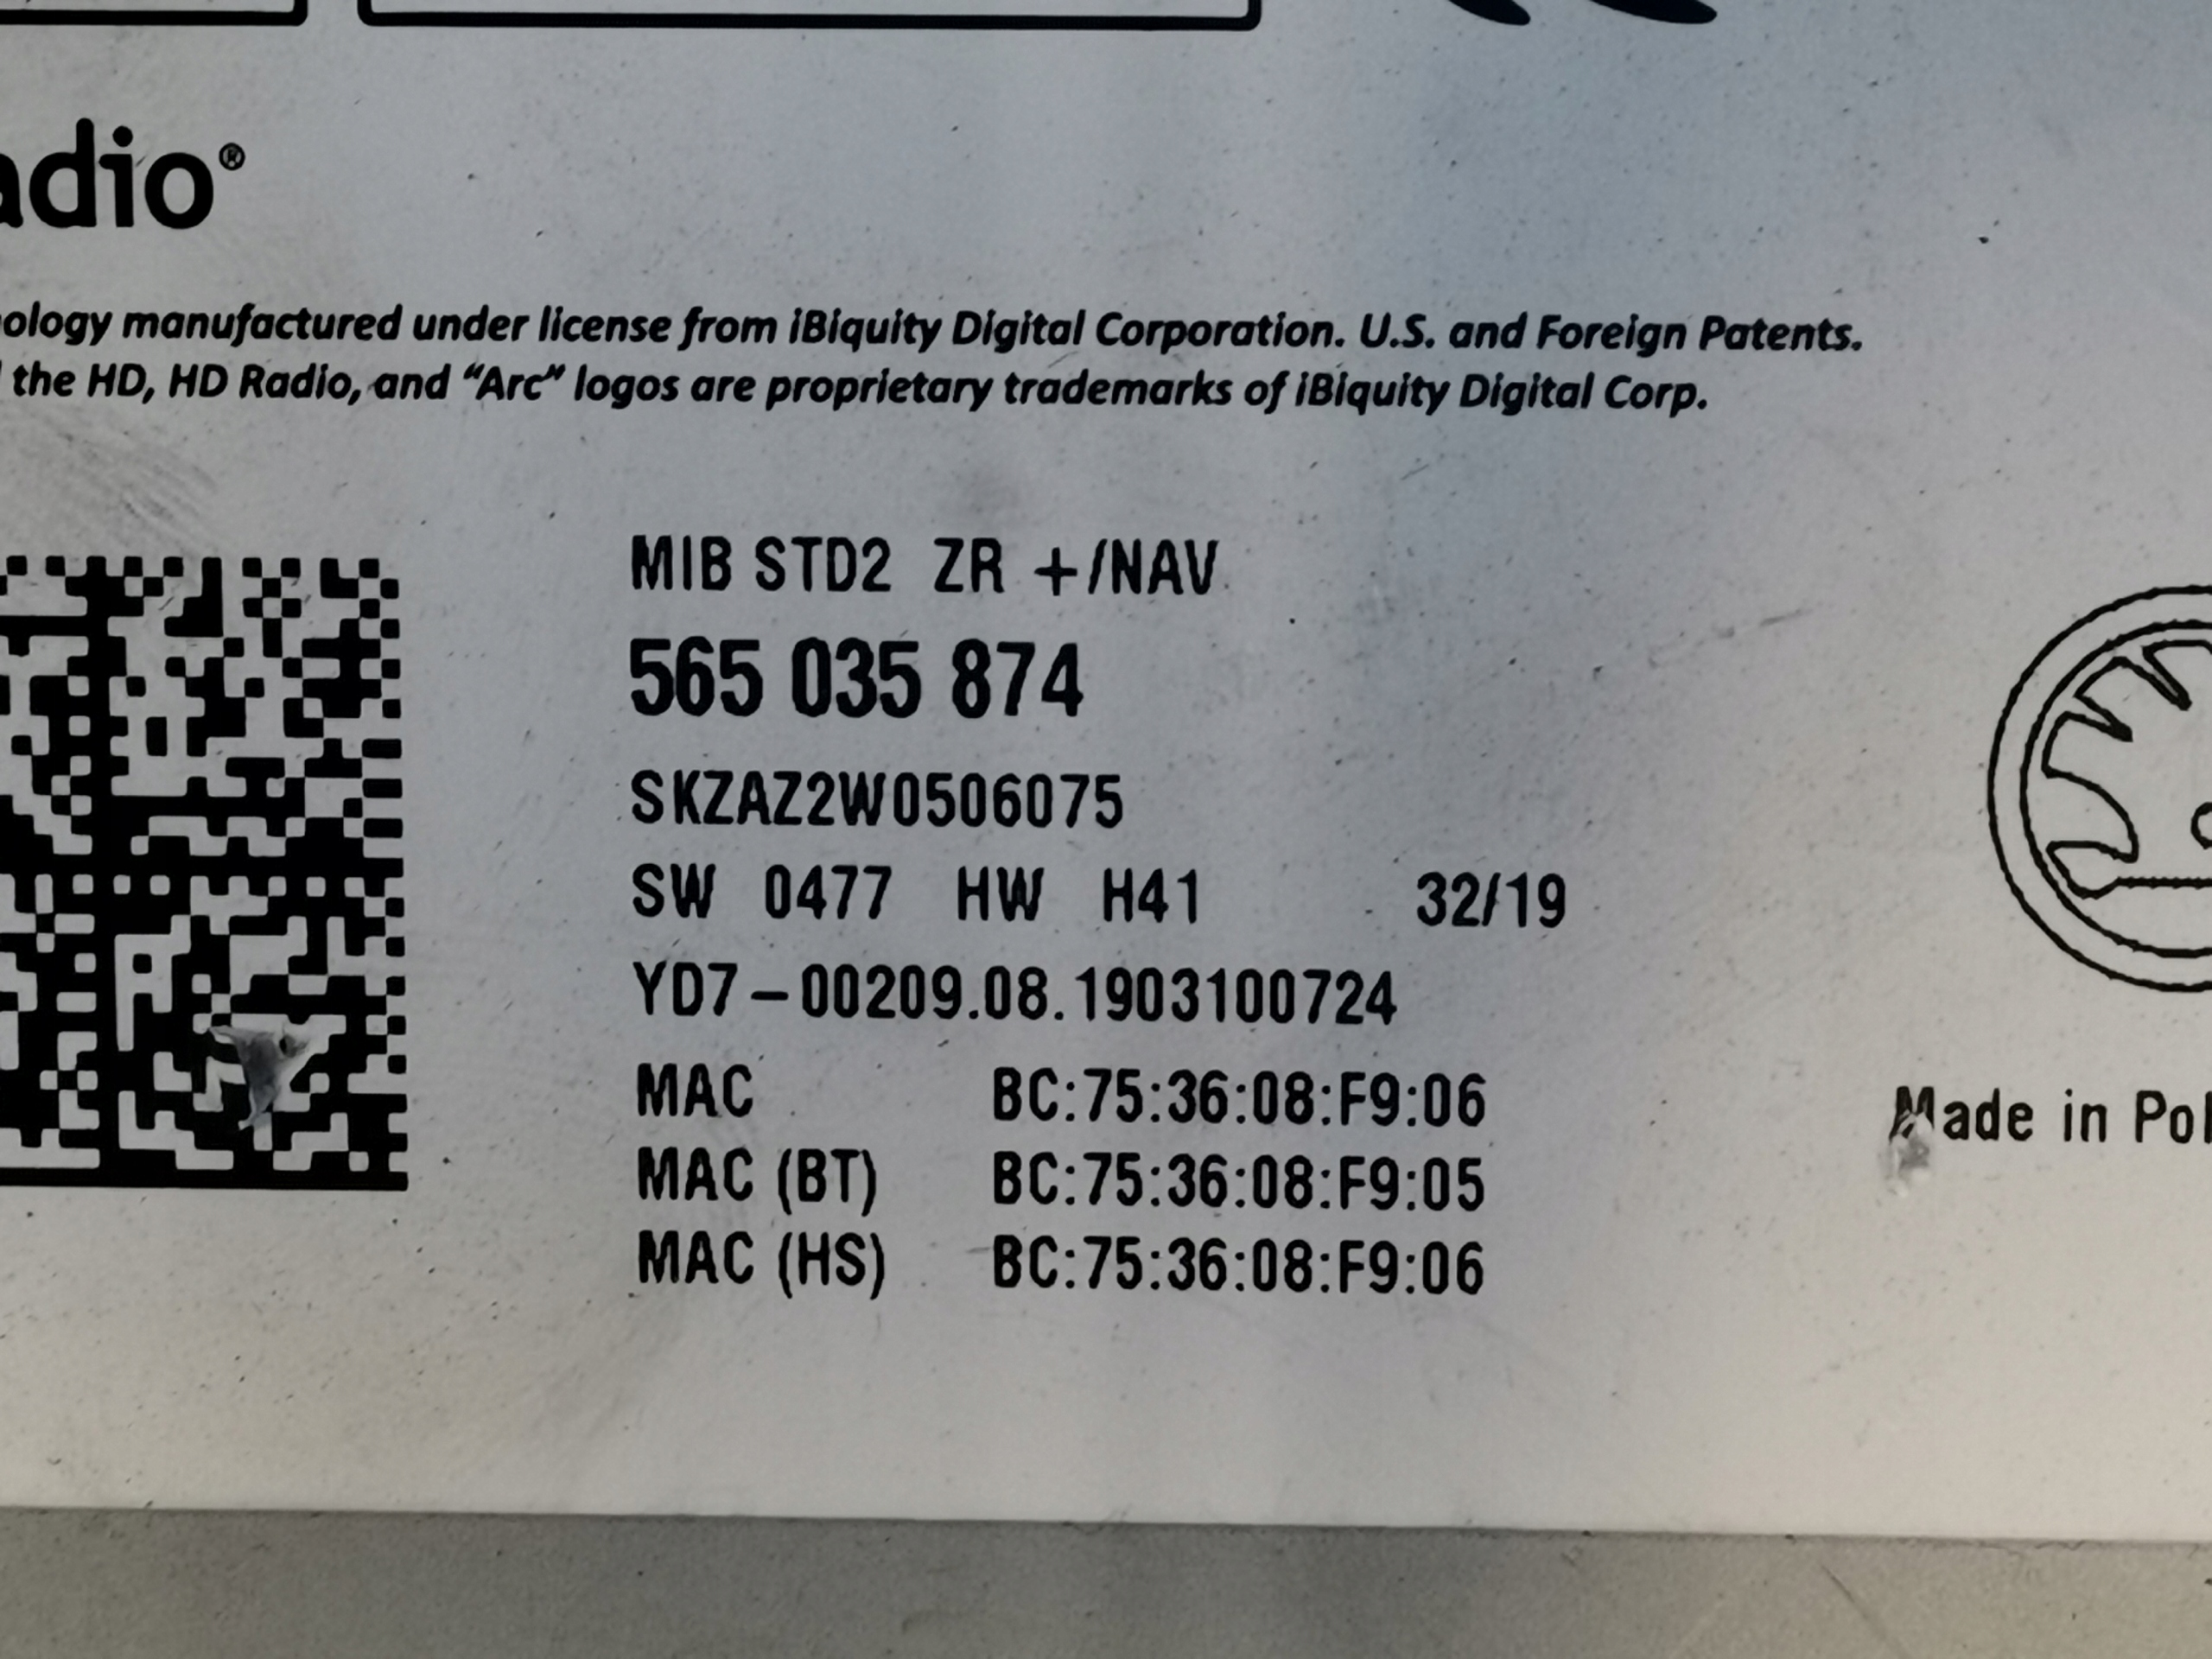 adio®
ology manufactured under license from iBiquity Digital Corporation. U.S. and Foreign Patents.
the HD, HD Radio, and “Arc” logos are proprietary trademarks of iBiquity Digital Corp.
MIB STD2 ZR +/NAV
565 035 874
SKZAZ2W0506075
SW 0477 HW H41 32/19
YD7-00209.08.1903100724
MAC BC:75:36:08:F9:06
MAC (BT) BC:75:36:08:F9:05
MAC (HS) BC:75:36:08:F9:06
Made in Pol